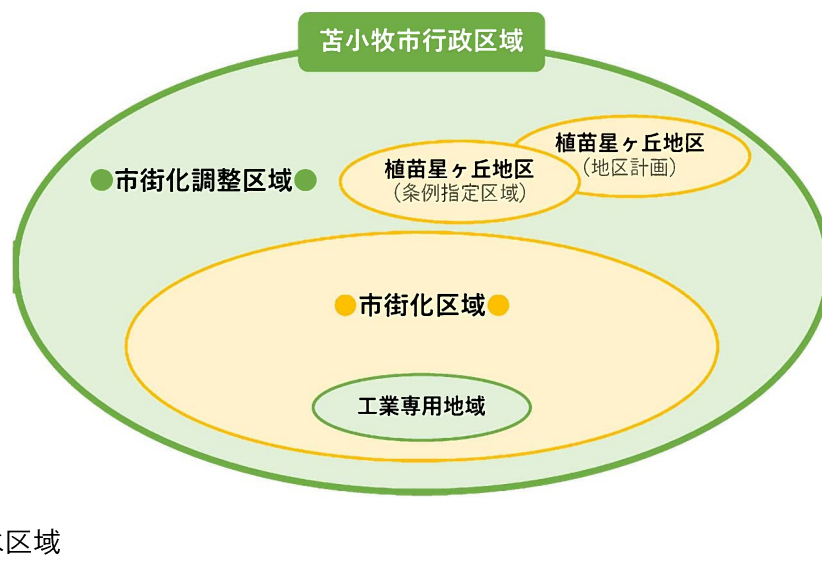 苫小牧市行政区域
植苗星ヶ丘地区
(地区計画)
植苗星ヶ丘地区
(条例指定区域)
●市街化調整区域●
●市街化区域●
工業専用地域
区域